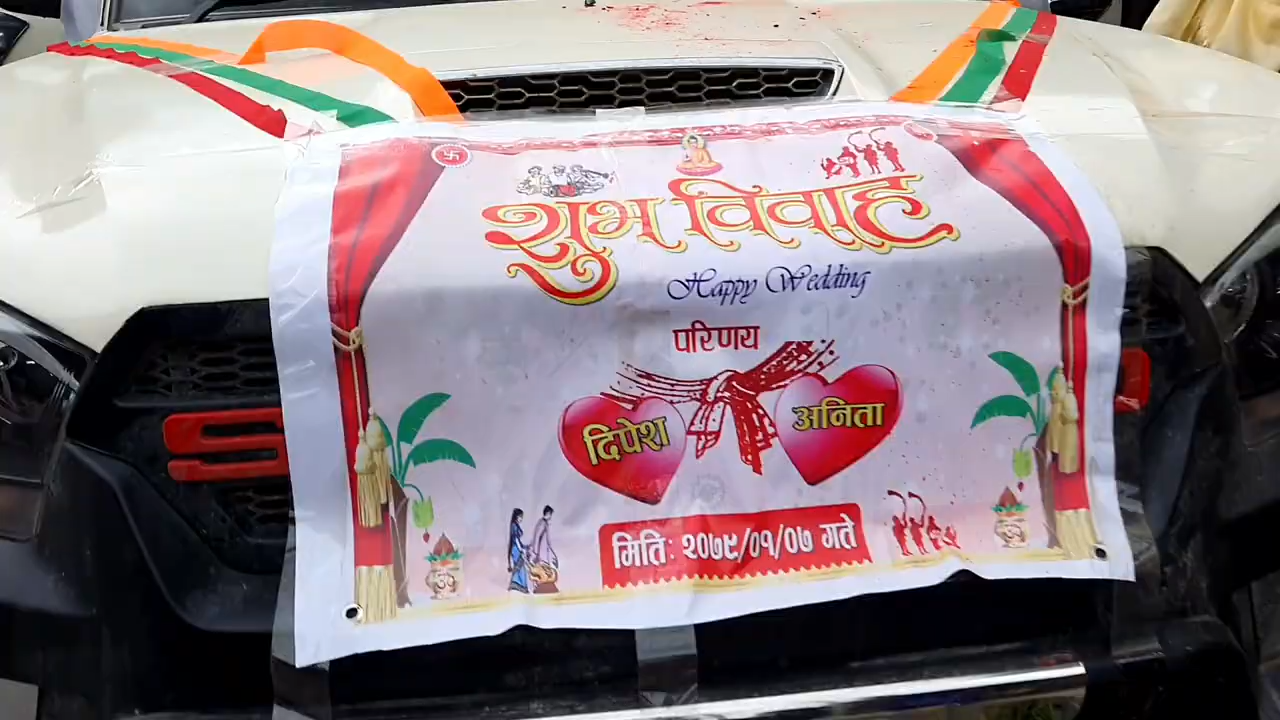 शुभ विवाह
Happy Wedding
परिणय
दिपेश
अनिता
मिति: २०७९/०१/०७ गते